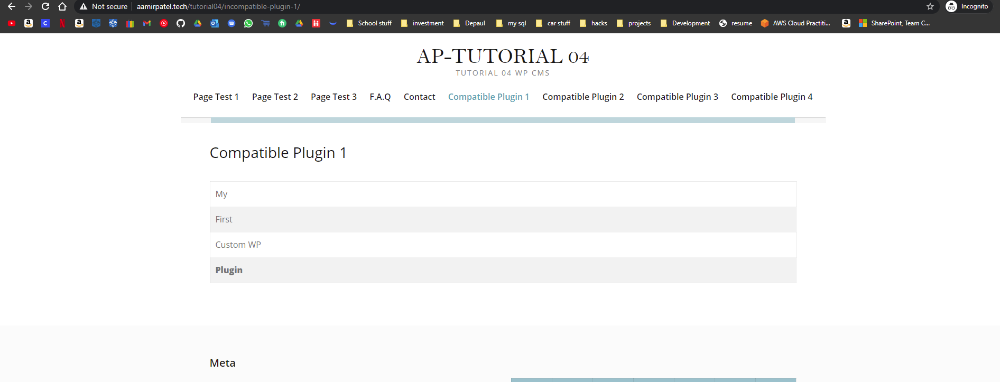 Not secure aamirpatel.tech/tutorial04/incompatible-plugin-1/ Incognito
School stuff investment Depaul my sql car stuff hacks projects Development resume AWS Cloud Practiti... SharePoint, Team C...
AP-TUTORIAL 04
TUTORIAL 04 WP CMS
Page Test 1 Page Test 2 Page Test 3 F.A.Q Contact Compatible Plugin 1 Compatible Plugin 2 Compatible Plugin 3 Compatible Plugin 4
Compatible Plugin 1
My
First
Custom WP
Plugin
Meta